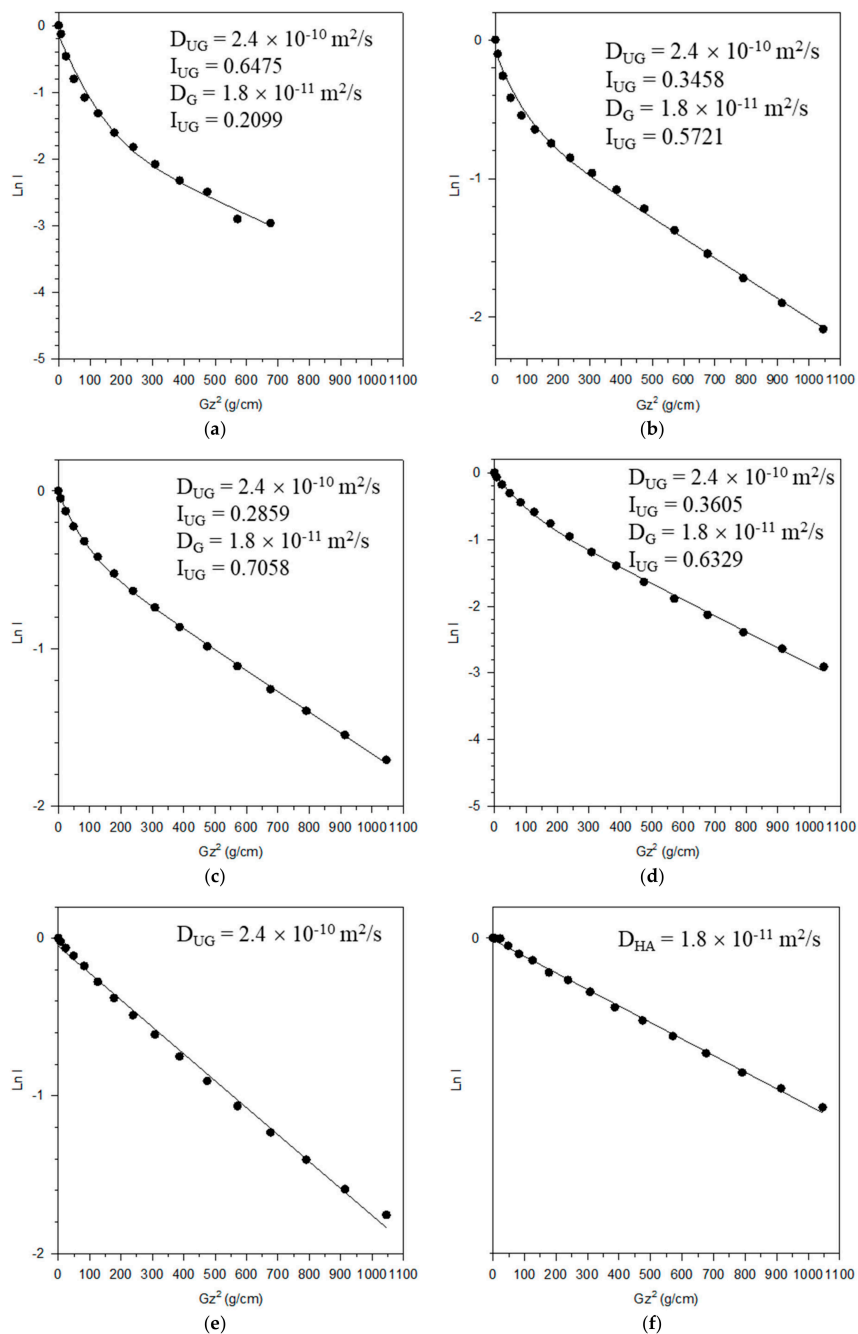 D_UG = 2.4 × 10^-10 m²/s
I_UG = 0.6475
D_G = 1.8 × 10^-11 m²/s
I_UG = 0.2099
0
-1
-2
-3
-4
-5
Ln I
0 100 200 300 400 500 600 700 800 900 1000 1100
Gz² (g/cm)
(a)
D_UG = 2.4 × 10^-10 m²/s
I_UG = 0.3458
D_G = 1.8 × 10^-11 m²/s
I_UG = 0.5721
0
-1
-2
Ln I
0 100 200 300 400 500 600 700 800 900 1000 1100
Gz² (g/cm)
(b)
D_UG = 2.4 × 10^-10 m²/s
I_UG = 0.2859
D_G = 1.8 × 10^-11 m²/s
I_UG = 0.7058
0
-1
-2
Ln I
0 100 200 300 400 500 600 700 800 900 1000 1100
Gz² (g/cm)
(c)
D_UG = 2.4 × 10^-10 m²/s
I_UG = 0.3605
D_G = 1.8 × 10^-11 m²/s
I_UG = 0.6329
0
-1
-2
-3
-4
-5
Ln I
0 100 200 300 400 500 600 700 800 900 1000 1100
Gz² (g/cm)
(d)
D_UG = 2.4 × 10^-10 m²/s
0
-1
-2
Ln I
0 100 200 300 400 500 600 700 800 900 1000 1100
Gz² (g/cm)
(e)
D_HA = 1.8 × 10^-11 m²/s
0
Ln I
0 100 200 300 400 500 600 700 800 900 1000 1100
Gz² (g/cm)
(f)